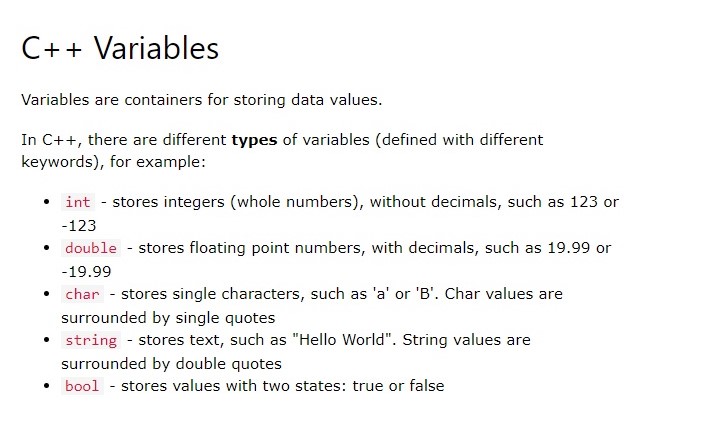 C++ Variables
Variables are containers for storing data values.
In C++, there are different types of variables (defined with different
keywords), for example:
• int - stores integers (whole numbers), without decimals, such as 123 or
-123
• double - stores floating point numbers, with decimals, such as 19.99 or
-19.99
• char - stores single characters, such as 'a' or 'B'. Char values are
surrounded by single quotes
• string - stores text, such as "Hello World". String values are
surrounded by double quotes
• bool - stores values with two states: true or false